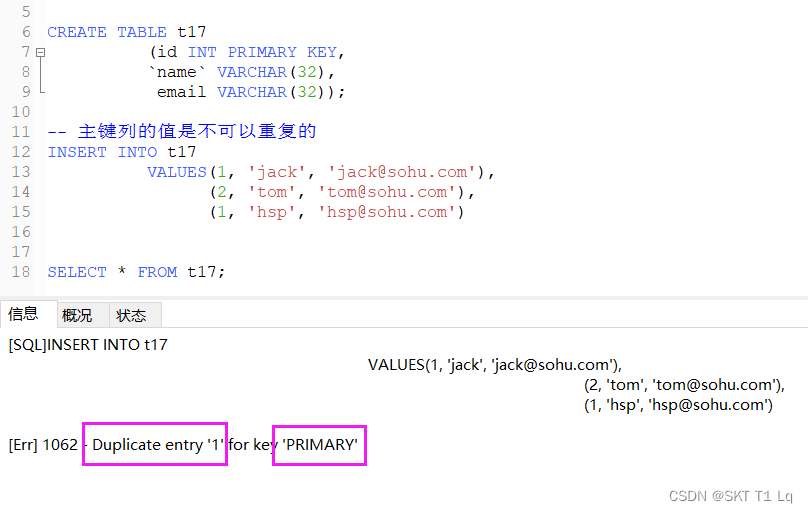 5
6 CREATE TABLE t17
7 (id INT PRIMARY KEY,
8 `name` VARCHAR(32),
9 email VARCHAR(32));
10
11 -- 主键列的值是不可以重复的
12 INSERT INTO t17
13 VALUES(1, 'jack', 'jack@sohu.com'),
14 (2, 'tom', 'tom@sohu.com'),
15 (1, 'hsp', 'hsp@sohu.com')
16
17
18 SELECT * FROM t17;
信息 概况 状态
[SQL]INSERT INTO t17
VALUES(1, 'jack', 'jack@sohu.com'),
(2, 'tom', 'tom@sohu.com'),
(1, 'hsp', 'hsp@sohu.com')
[Err] 1062 - Duplicate entry '1' for key 'PRIMARY'
CSDN @SKT T1 Lq